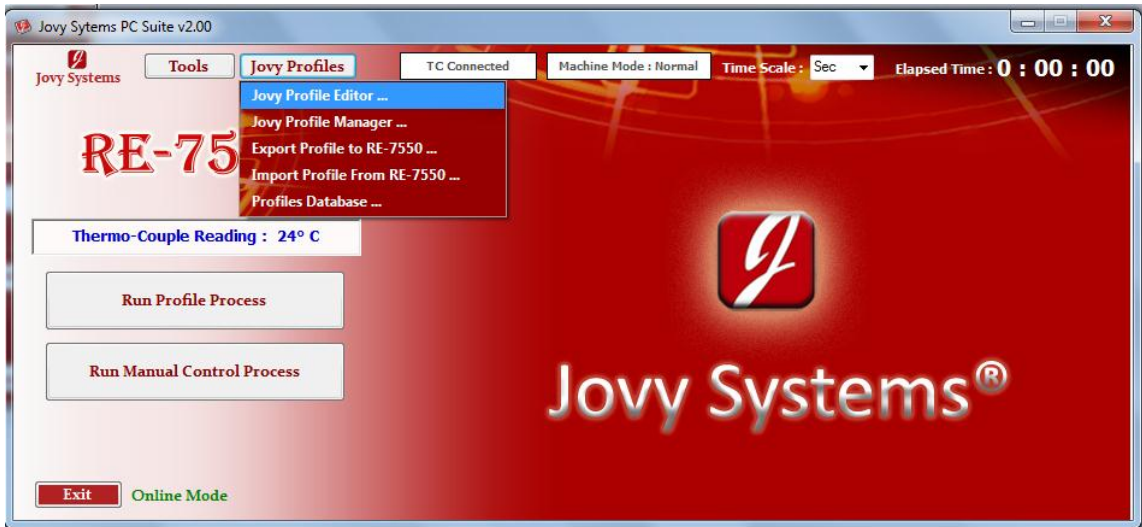 Jovy Sytems PC Suite v2.00
Jovy Systems
Tools
Jovy Profiles
TC Connected
Machine Mode : Normal
Time Scale : Sec
Elapsed Time : 0 : 00 : 00
Jovy Profile Editor ...
Jovy Profile Manager ...
Export Profile to RE-7550 ...
Import Profile From RE-7550 ...
Profiles Database ...
RE-75
Thermo-Couple Reading : 24° C
Run Profile Process
Run Manual Control Process
Jovy Systems®
Exit
Online Mode